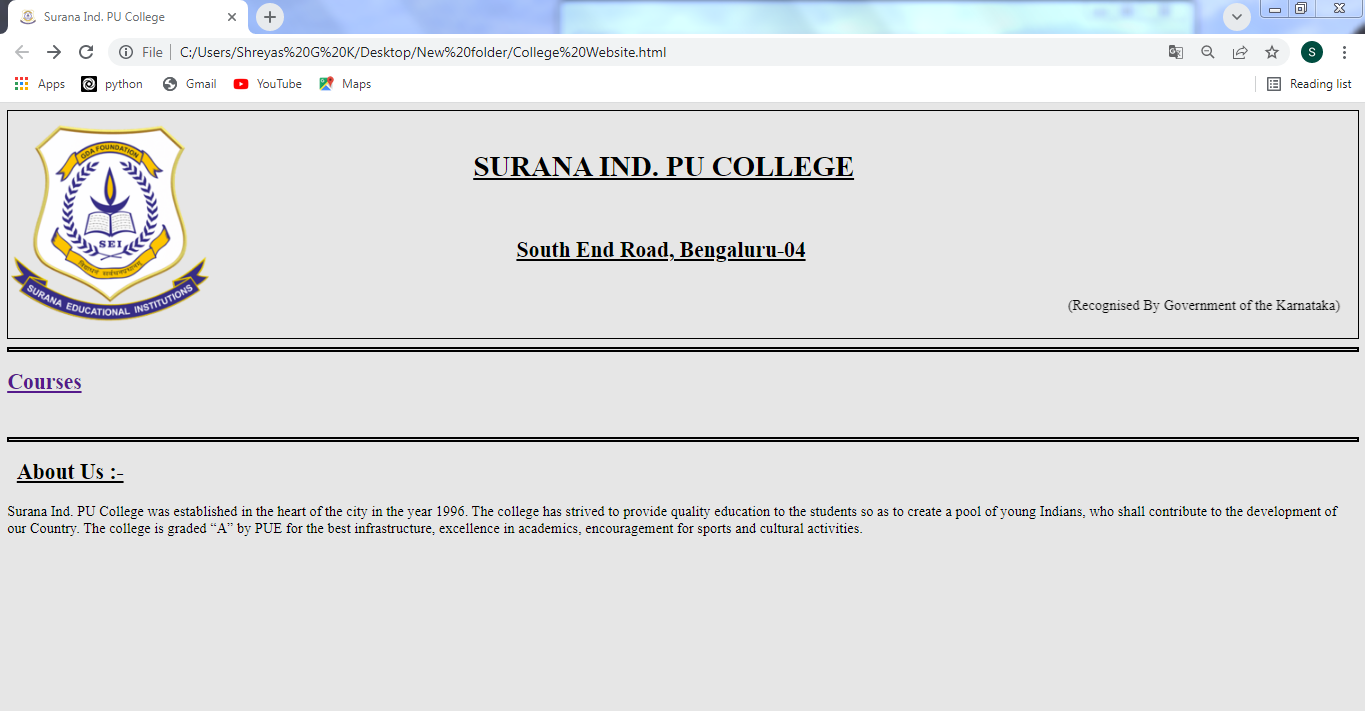 Surana Ind. PU College
File
C:/Users/Shreyas%20G%20K/Desktop/New%20folder/College%20Website.html
S
Apps
python
Gmail
YouTube
Maps
Reading list
GDA FOUNDATION
SEI
SURANA EDUCATIONAL INSTITUTIONS
SURANA IND. PU COLLEGE
South End Road, Bengaluru-04
(Recognised By Government of the Karnataka)
Courses
About Us :-
Surana Ind. PU College was established in the heart of the city in the year 1996. The college has strived to provide quality education to the students so as to create a pool of young Indians, who shall contribute to the development of
our Country. The college is graded “A” by PUE for the best infrastructure, excellence in academics, encouragement for sports and cultural activities.